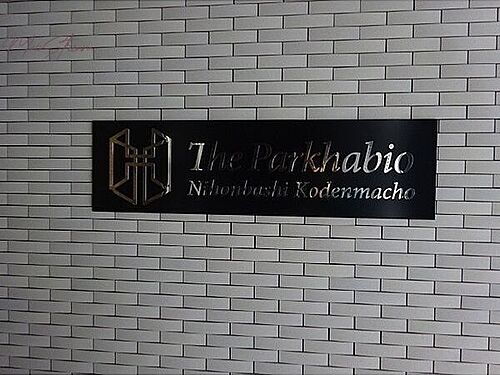 The Parkhabio
Nihonbashi Kodenmacho